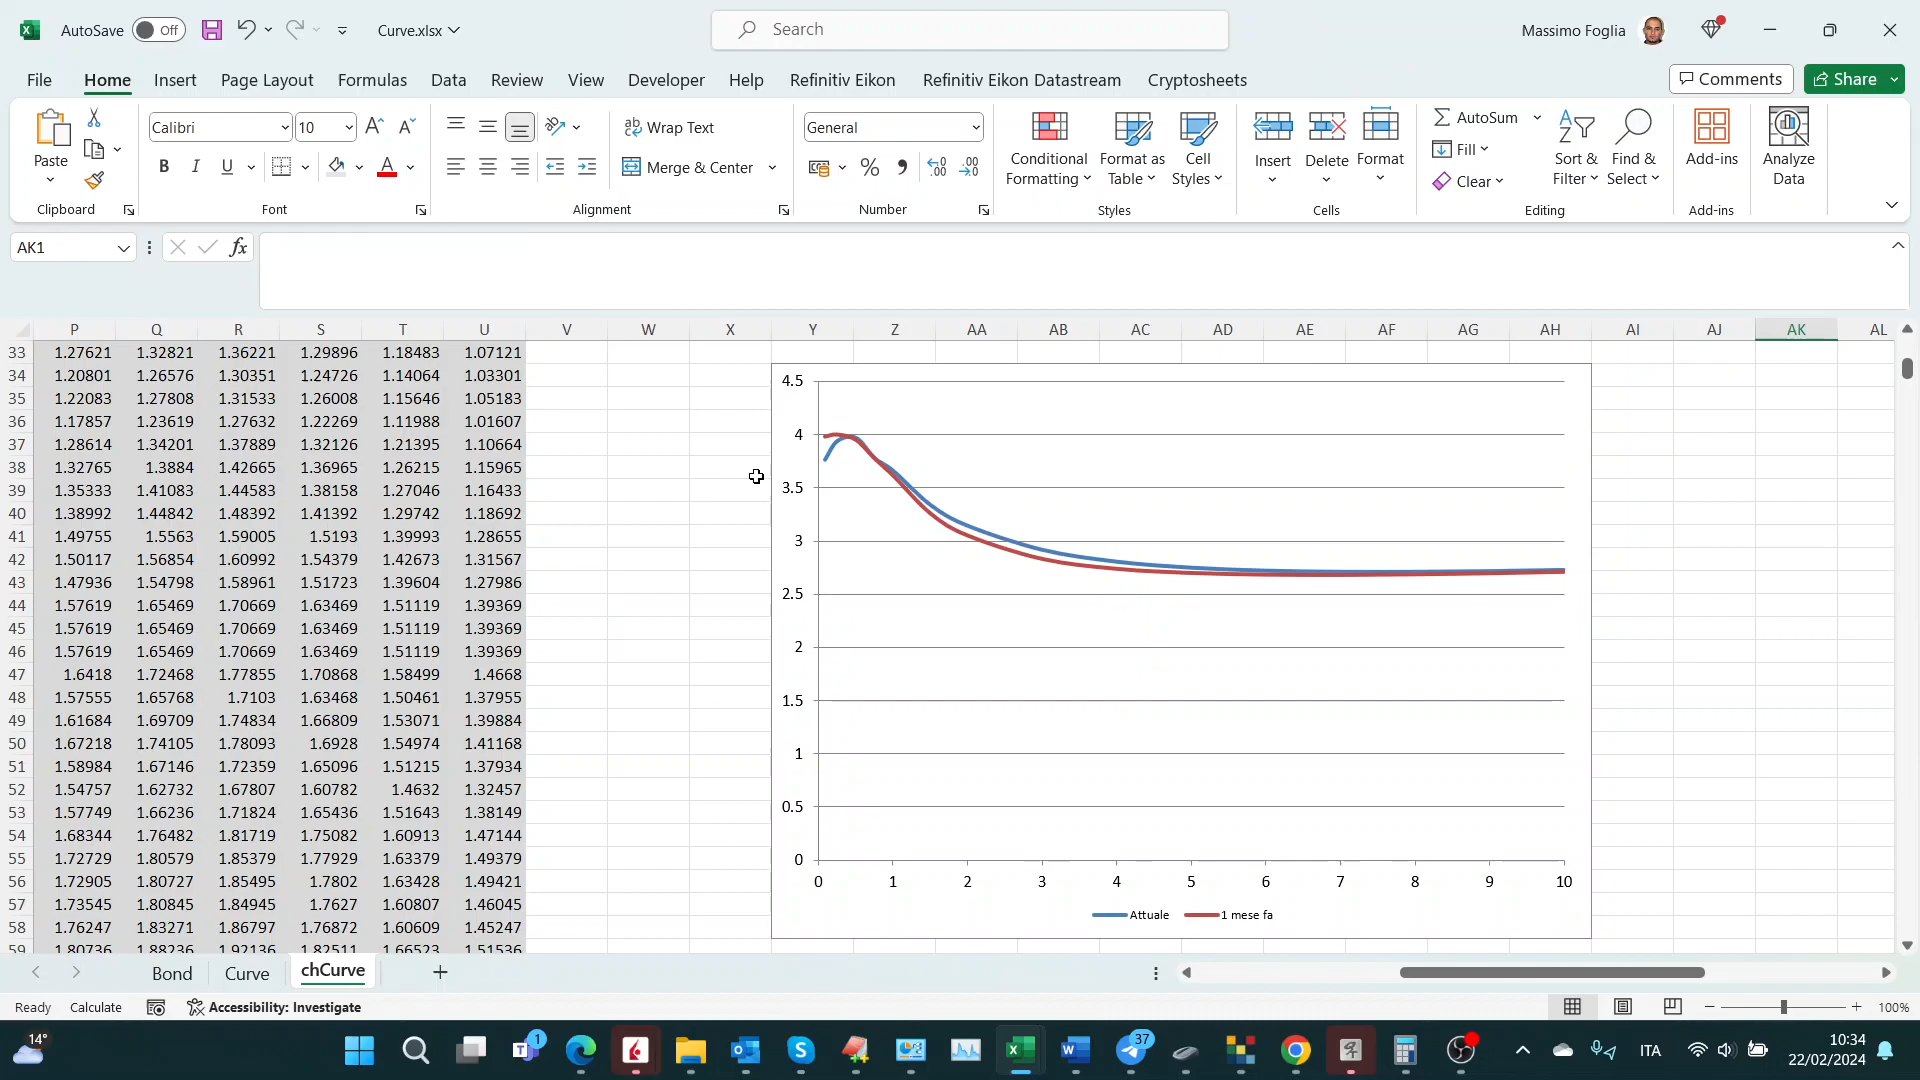 AutoSave Off Curve.xlsx Search Massimo Foglia
File Home Insert Page Layout Formulas Data Review View Developer Help Refinitiv Eikon Refinitiv Eikon Datastream Cryptosheets Comments Share
Paste Calibri 10 Wrap Text General Conditional Formatting Format as Table Cell Styles Insert Delete Format AutoSum Sort & Filter Find & Select Add-ins Analyze Data
B I U Merge & Center % Fill
Clear
Clipboard Font Alignment Number Styles Cells Editing Add-ins
AK1 fx
P Q R S T U V W X Y Z AA AB AC AD AE AF AG AH AI AJ AK AL
33 1.27621 1.32821 1.36221 1.29896 1.18483 1.07121
34 1.20801 1.26576 1.30351 1.24726 1.14064 1.03301
35 1.22083 1.27808 1.31533 1.26008 1.15646 1.05183
36 1.17857 1.23619 1.27632 1.22269 1.11988 1.01607
37 1.28614 1.34201 1.37889 1.32126 1.21395 1.10664
38 1.32765 1.3884 1.42665 1.36965 1.26215 1.15965
39 1.35333 1.41083 1.44583 1.38158 1.27046 1.16433
40 1.38992 1.44842 1.48392 1.41392 1.29742 1.18692
41 1.49755 1.5563 1.59005 1.5193 1.39993 1.28655
42 1.50117 1.56854 1.60992 1.54379 1.42673 1.31567
43 1.47936 1.54798 1.58961 1.51723 1.39604 1.27986
44 1.57619 1.65469 1.70669 1.63469 1.51119 1.39369
45 1.57619 1.65469 1.70669 1.63469 1.51119 1.39369
46 1.57619 1.65469 1.70669 1.63469 1.51119 1.39369
47 1.6418 1.72468 1.77855 1.70868 1.58499 1.4668
48 1.57555 1.65768 1.7103 1.63468 1.50461 1.37955
49 1.61684 1.69709 1.74834 1.66809 1.53071 1.39884
50 1.67218 1.74105 1.78093 1.6928 1.54974 1.41168
51 1.58984 1.67146 1.72359 1.65096 1.51215 1.37934
52 1.54757 1.62732 1.67807 1.60782 1.4632 1.32457
53 1.57749 1.66236 1.71824 1.65436 1.51643 1.38149
54 1.68344 1.76482 1.81719 1.75082 1.60913 1.47144
55 1.72729 1.80579 1.85379 1.77929 1.63379 1.49379
56 1.72905 1.80727 1.85495 1.7802 1.63428 1.49421
57 1.73545 1.80845 1.84945 1.7627 1.60807 1.46045
58 1.76247 1.83271 1.86797 1.76872 1.60609 1.45247
59 1.80736 1.88236 1.92136 1.82511 1.66523 1.51536
4.5
4
3.5
3
2.5
2
1.5
1
0.5
0
0 1 2 3 4 5 6 7 8 9 10
Attuale 1 mese fa
Bond Curve chCurve
Ready Calculate Accessibility: Investigate 100%
14° 1 37 ITA 10:34
22/02/2024